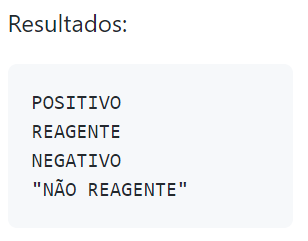 Resultados:
POSITIVO
REAGENTE
NEGATIVO
"NÃO REAGENTE"